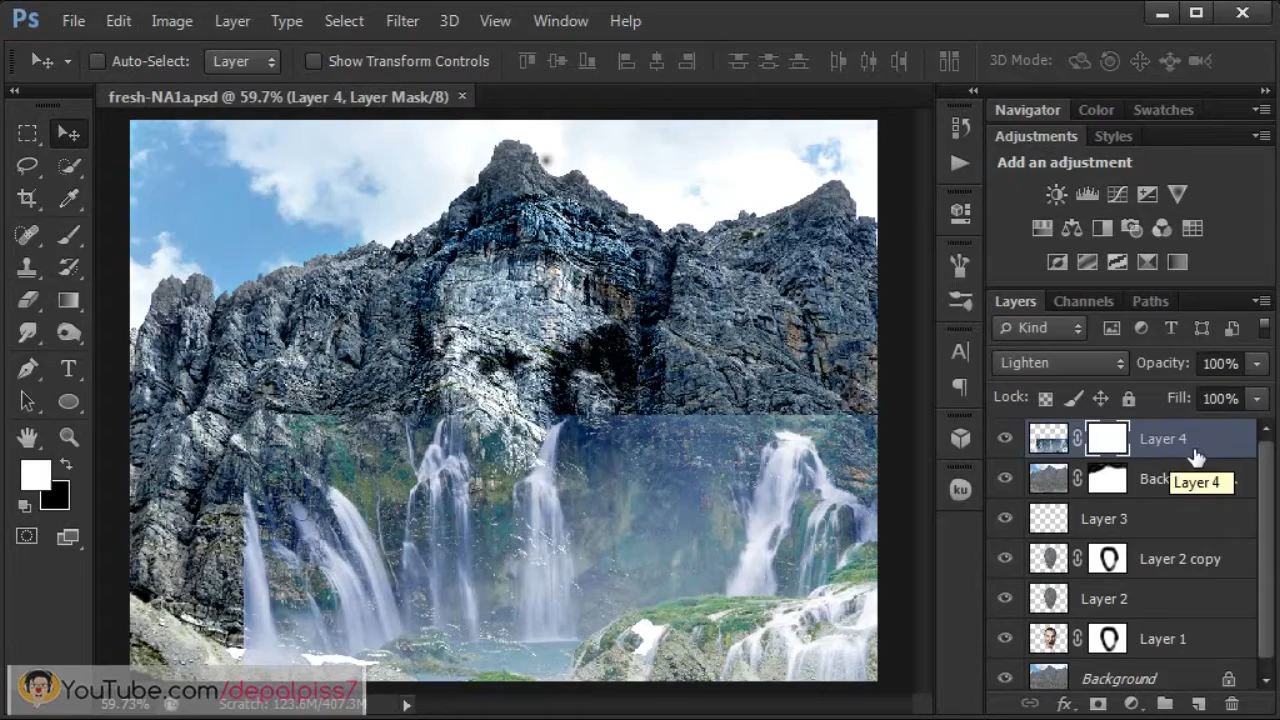 Ps File Edit Image Layer Type Select Filter 3D View Window Help
Auto-Select: Layer Show Transform Controls 3D Mode:
fresh-NA1a.psd @ 59.7% (Layer 4, Layer Mask/8) ×
Navigator Color Swatches
Adjustments Styles
Add an adjustment
Layers Channels Paths
Kind
Lighten Opacity: 100%
Lock: Fill: 100%
Layer 4
Layer 4
Layer 3
Layer 2 copy
Layer 2
Layer 1
Background
ku
YouTube.com/depalpiss7
59.73% Scratch: 123.6M/407.3M